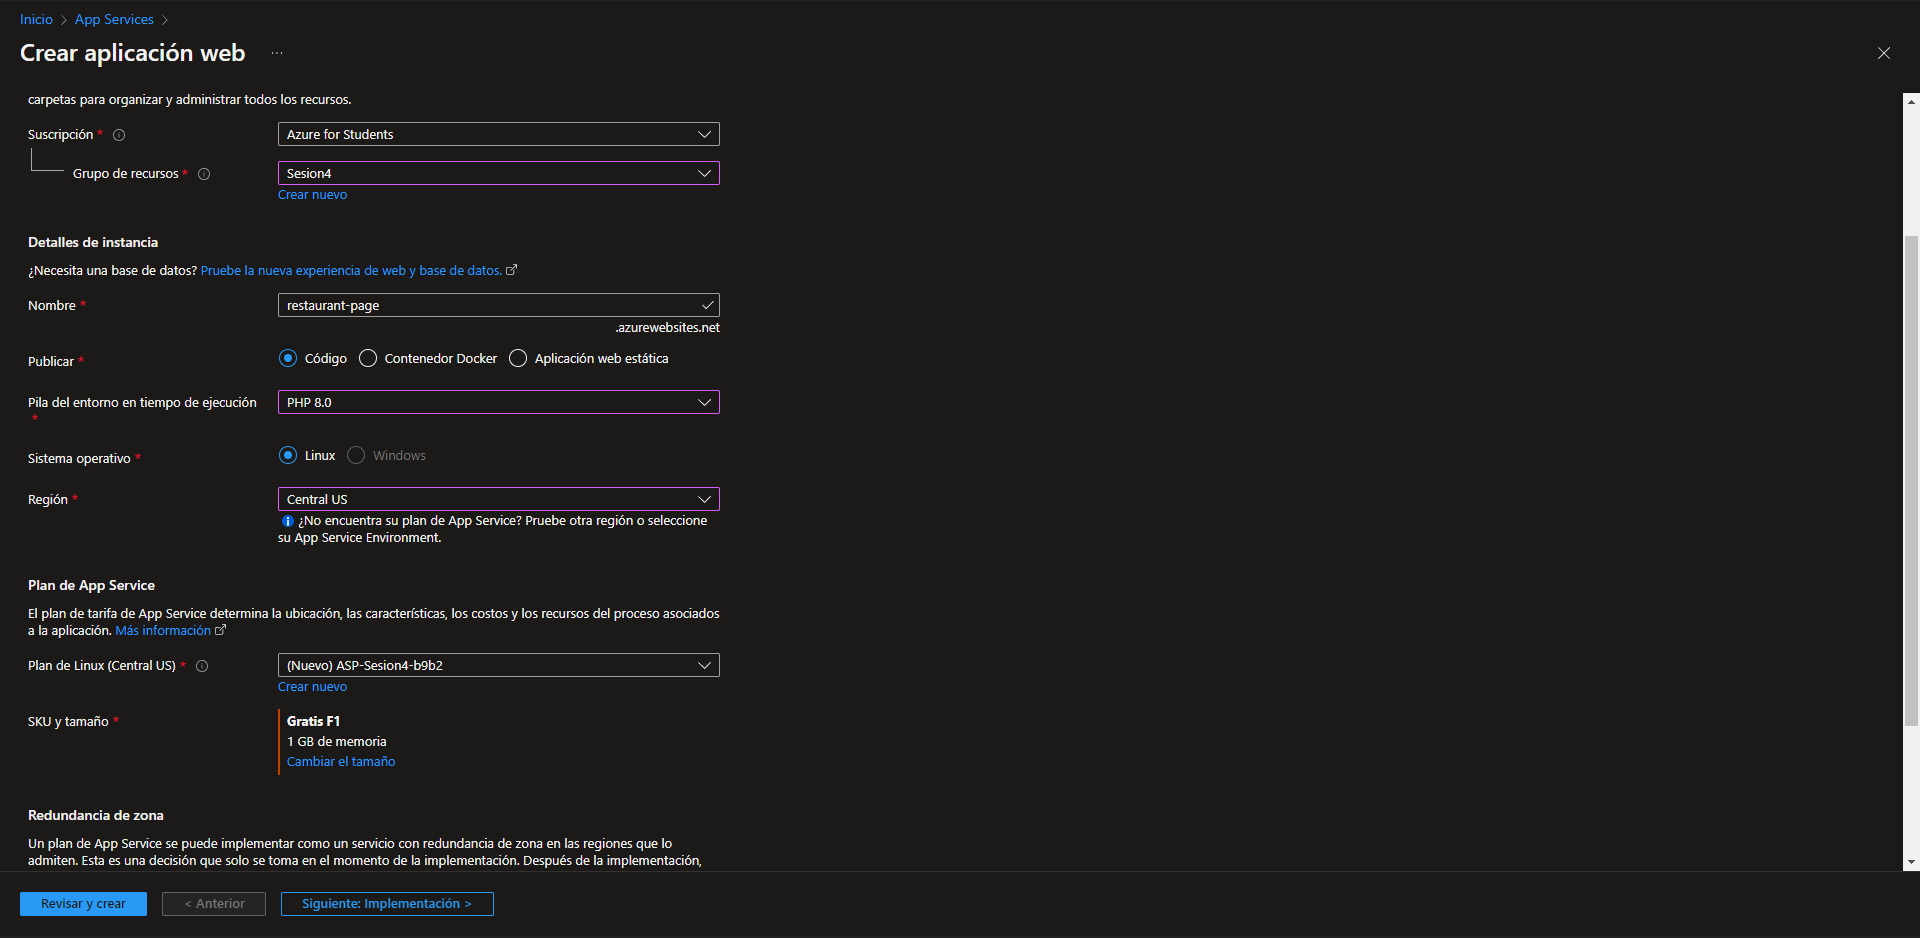 Inicio > App Services >
Crear aplicación web ...
carpetas para organizar y administrar todos los recursos.
Suscripción *
Azure for Students
Grupo de recursos *
Sesion4
Crear nuevo
Detalles de instancia
¿Necesita una base de datos? Pruebe la nueva experiencia de web y base de datos.
Nombre *
restaurant-page
.azurewebsites.net
Publicar *
Código Contenedor Docker Aplicación web estática
Pila del entorno en tiempo de ejecución
*
PHP 8.0
Sistema operativo *
Linux Windows
Región *
Central US
¿No encuentra su plan de App Service? Pruebe otra región o seleccione
su App Service Environment.
Plan de App Service
El plan de tarifa de App Service determina la ubicación, las características, los costos y los recursos del proceso asociados
a la aplicación. Más información
Plan de Linux (Central US) *
(Nuevo) ASP-Sesion4-b9b2
Crear nuevo
SKU y tamaño *
Gratis F1
1 GB de memoria
Cambiar el tamaño
Redundancia de zona
Un plan de App Service se puede implementar como un servicio con redundancia de zona en las regiones que lo
admiten. Esta es una decisión que solo se toma en el momento de la implementación. Después de la implementación,
Revisar y crear
< Anterior
Siguiente: Implementación >